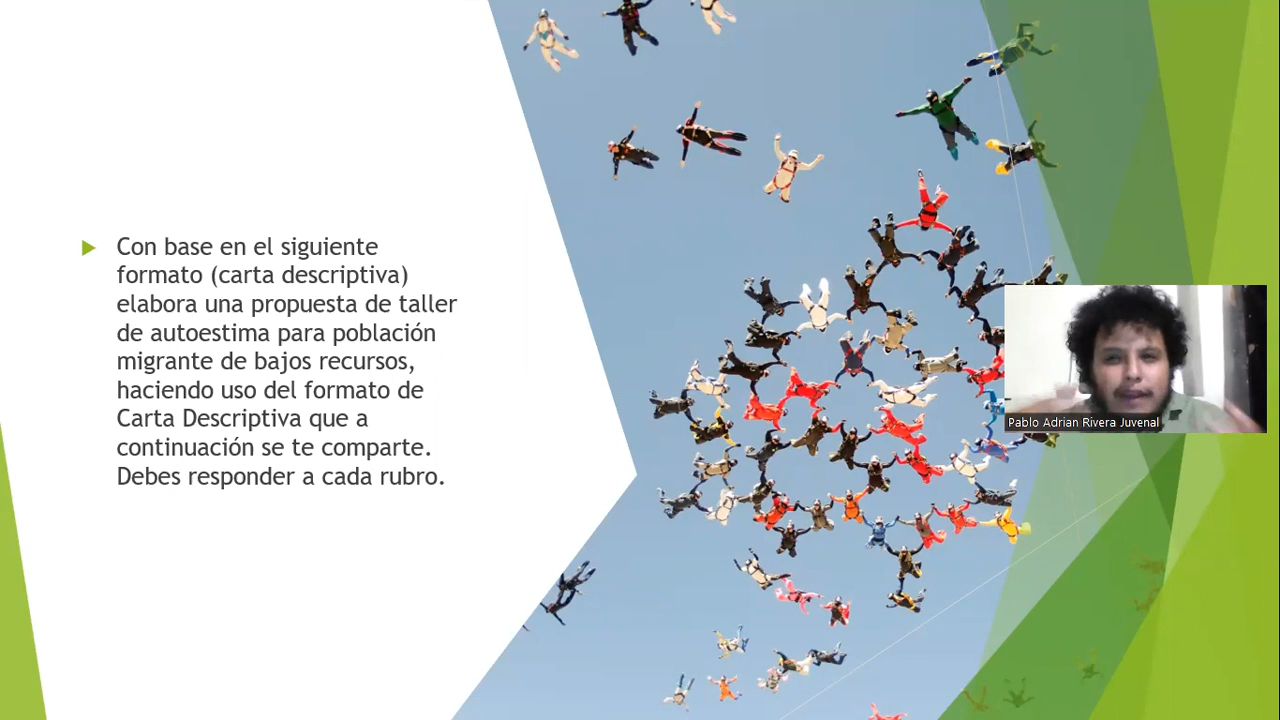 Con base en el siguiente
formato (carta descriptiva)
elabora una propuesta de taller
de autoestima para población
migrante de bajos recursos,
haciendo uso del formato de
Carta Descriptiva que a
continuación se te comparte.
Debes responder a cada rubro.
Pablo Adrian Rivera Juvenal